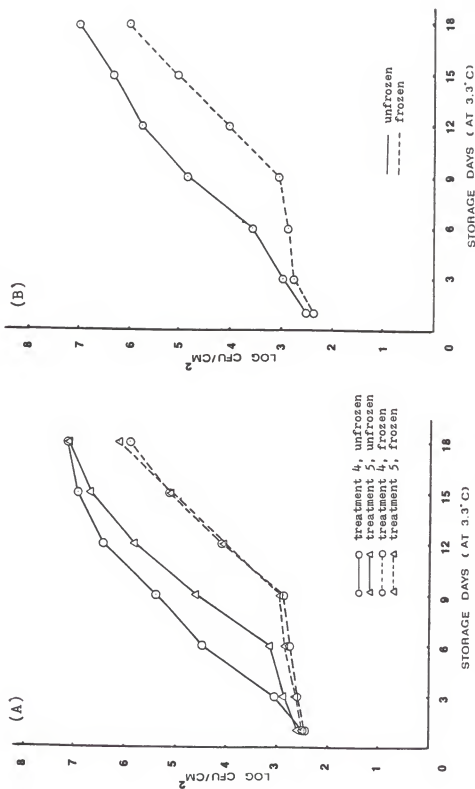 (A)
8
7
6
5
4
3
2
1
0
LOG CFU/CM2
3
6
9
12
15
18
STORAGE DAYS ( AT 3.3°C)
treatment 4, unfrozen
treatment 5, unfrozen
treatment 4, frozen
treatment 5, frozen
(B)
8
7
6
5
4
3
2
1
0
LOG CFU/CM2
3
6
9
12
15
18
STORAGE DAYS ( AT 3.3°C)
unfrozen
frozen